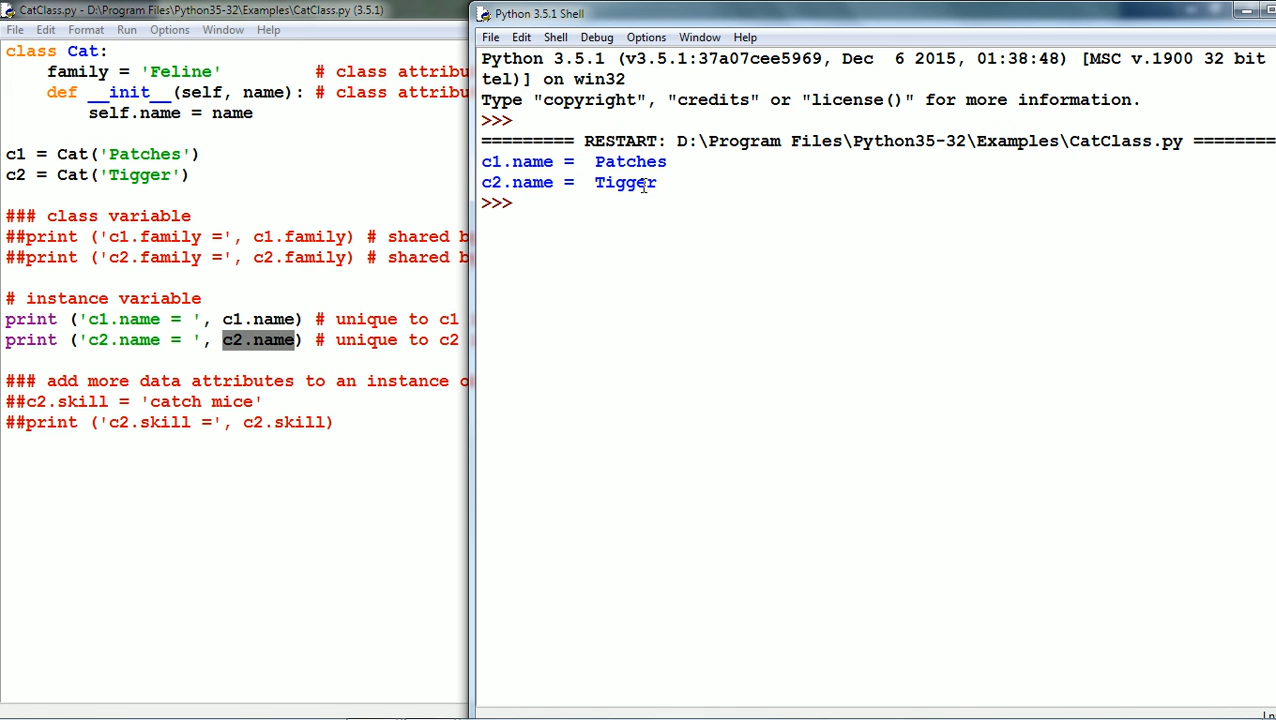 CatClass.py - D:\Program Files\Python35-32\Examples\CatClass.py (3.5.1)
File Edit Format Run Options Window Help
class Cat:
family = 'Feline' # class attribu
def __init__(self, name): # class attribu
self.name = name
c1 = Cat('Patches')
c2 = Cat('Tigger')
### class variable
##print ('c1.family =', c1.family) # shared b
##print ('c2.family =', c2.family) # shared b
# instance variable
print ('c1.name = ', c1.name) # unique to c1
print ('c2.name = ', c2.name) # unique to c2
### add more data attributes to an instance o
##c2.skill = 'catch mice'
##print ('c2.skill =', c2.skill)
Python 3.5.1 Shell
File Edit Shell Debug Options Window Help
Python 3.5.1 (v3.5.1:37a07cee5969, Dec  6 2015, 01:38:48) [MSC v.1900 32 bit
tel)] on win32
Type "copyright", "credits" or "license()" for more information.
>>>
========= RESTART: D:\Program Files\Python35-32\Examples\CatClass.py ========
c1.name =  Patches
c2.name =  Tigger
>>>